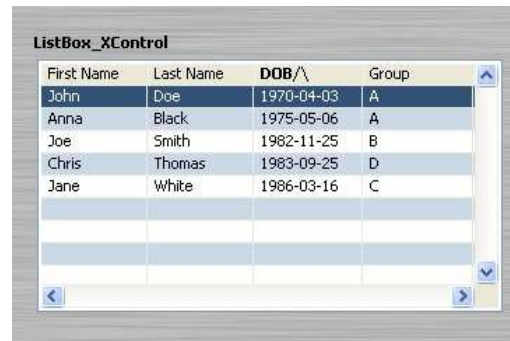 ListBox_XControl
First Name Last Name DOB/\ Group
John Doe 1970-04-03 A
Anna Black 1975-05-06 A
Joe Smith 1982-11-25 B
Chris Thomas 1983-09-25 D
Jane White 1986-03-16 C